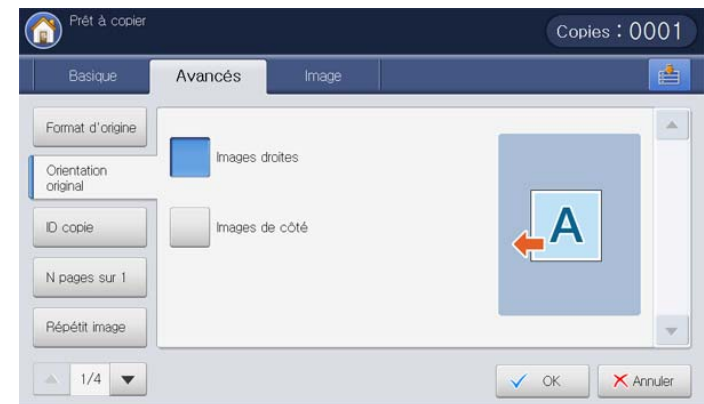 Prêt à copier
Copies : 0001
Basique
Avancés
Image
Format d'origine
Orientation
original
ID copie
N pages sur 1
Répétit image
Images droites
Images de côté
A
1/4
OK
Annuler